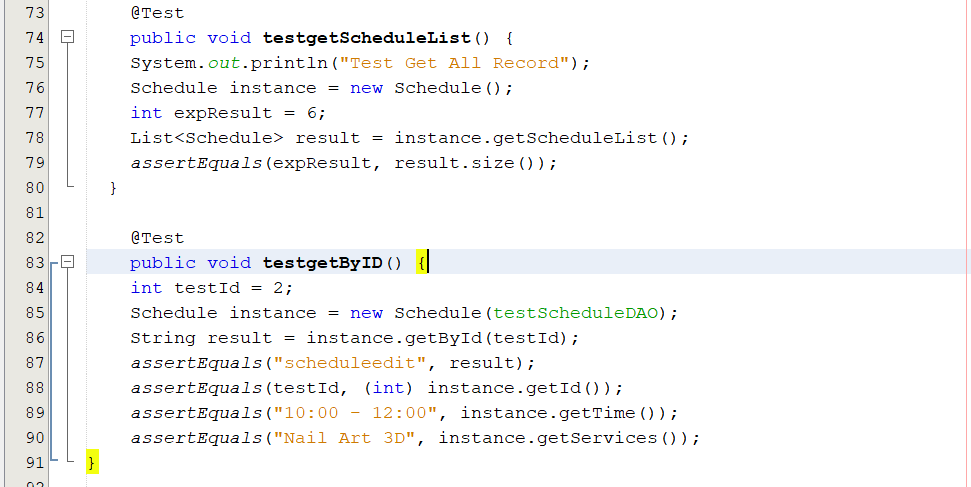 73 @Test
74 public void testgetScheduleList() {
75 System.out.println("Test Get All Record");
76 Schedule instance = new Schedule();
77 int expResult = 6;
78 List<Schedule> result = instance.getScheduleList();
79 assertEquals(expResult, result.size());
80 }
81
82 @Test
83 public void testgetByID() {
84 int testId = 2;
85 Schedule instance = new Schedule(testScheduleDAO);
86 String result = instance.getById(testId);
87 assertEquals("scheduleedit", result);
88 assertEquals(testId, (int) instance.getId());
89 assertEquals("10:00 - 12:00", instance.getTime());
90 assertEquals("Nail Art 3D", instance.getServices());
91 }